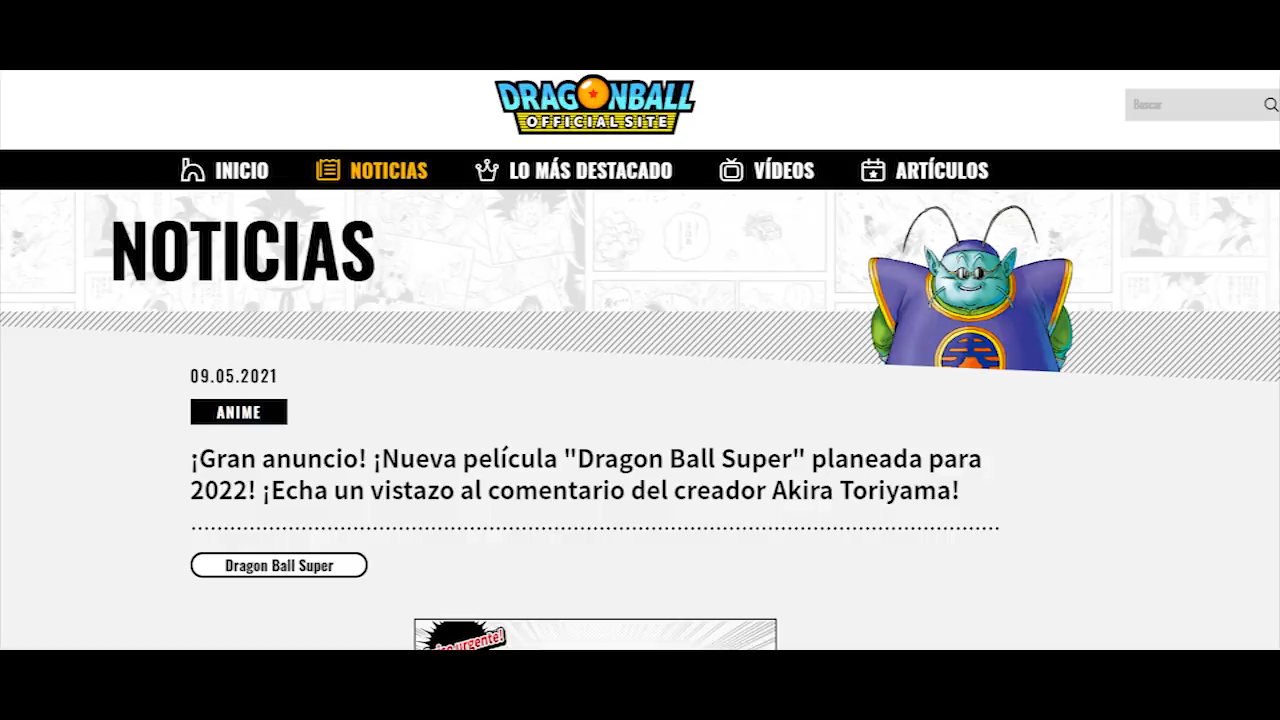 DRAGONBALL
OFFICIAL SITE
Buscar
INICIO
NOTICIAS
LO MÁS DESTACADO
VÍDEOS
ARTÍCULOS
NOTICIAS
09.05.2021
ANIME
¡Gran anuncio! ¡Nueva película "Dragon Ball Super" planeada para
2022! ¡Echa un vistazo al comentario del creador Akira Toriyama!
Dragon Ball Super
urgente!